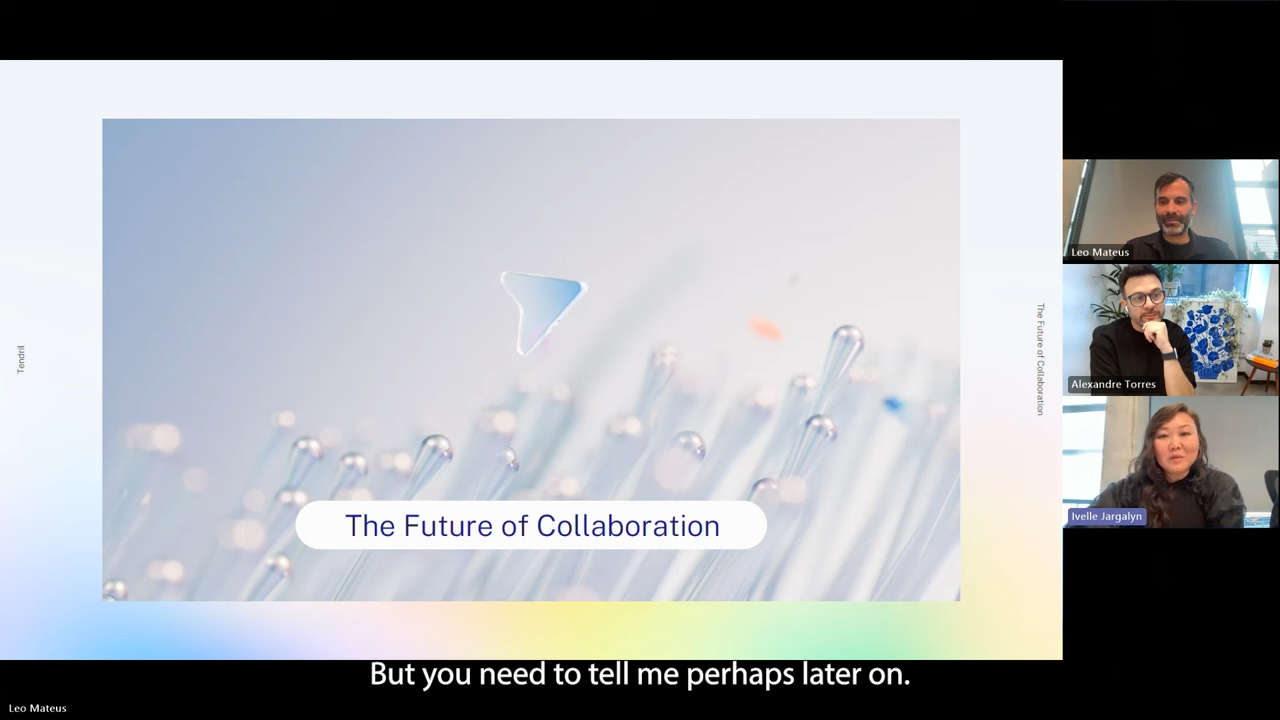 Tendril
The Future of Collaboration
The Future of Collaboration
Leo Mateus
Alexandre Torres
Ivelle Jargalyn
But you need to tell me perhaps later on.
Leo Mateus